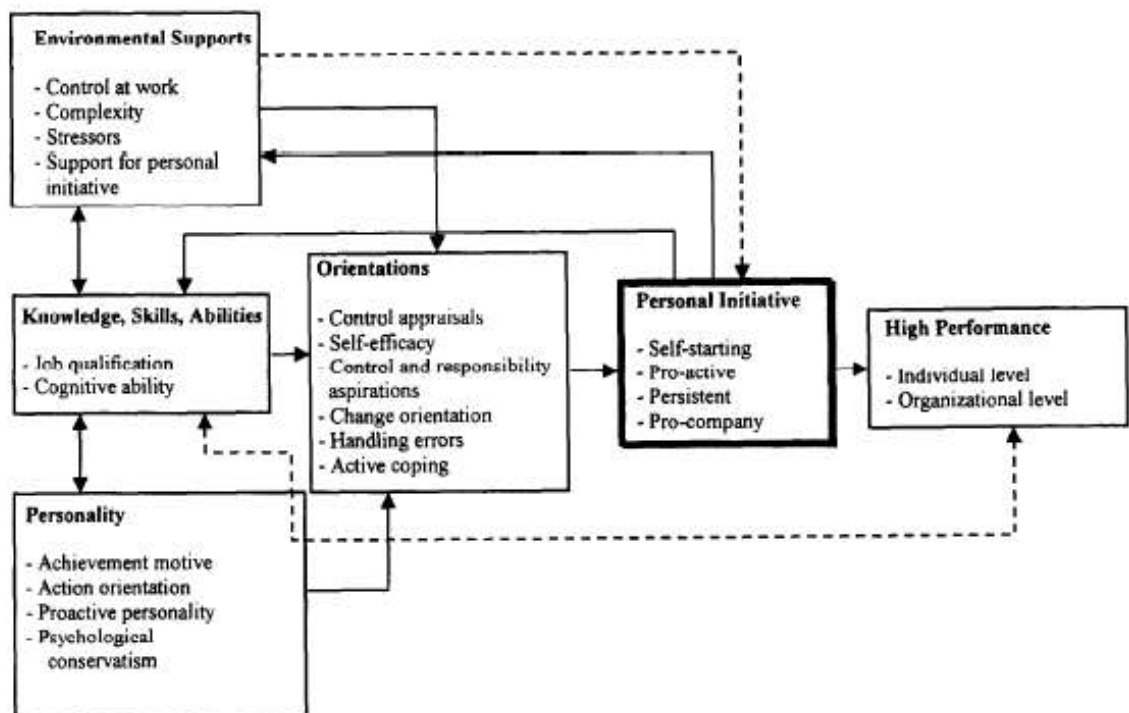 Environmental Supports
- Control at work
- Complexity
- Stressors
- Support for personal
initiative
Knowledge, Skills, Abilities
- Job qualification
- Cognitive ability
Personality
- Achievement motive
- Action orientation
- Proactive personality
- Psychological
conservatism
Orientations
- Control appraisals
- Self-efficacy
- Control and responsibility
aspirations
- Change orientation
- Handling errors
- Active coping
Personal Initiative
- Self-starting
- Pro-active
- Persistent
- Pro-company
High Performance
- Individual level
- Organizational level